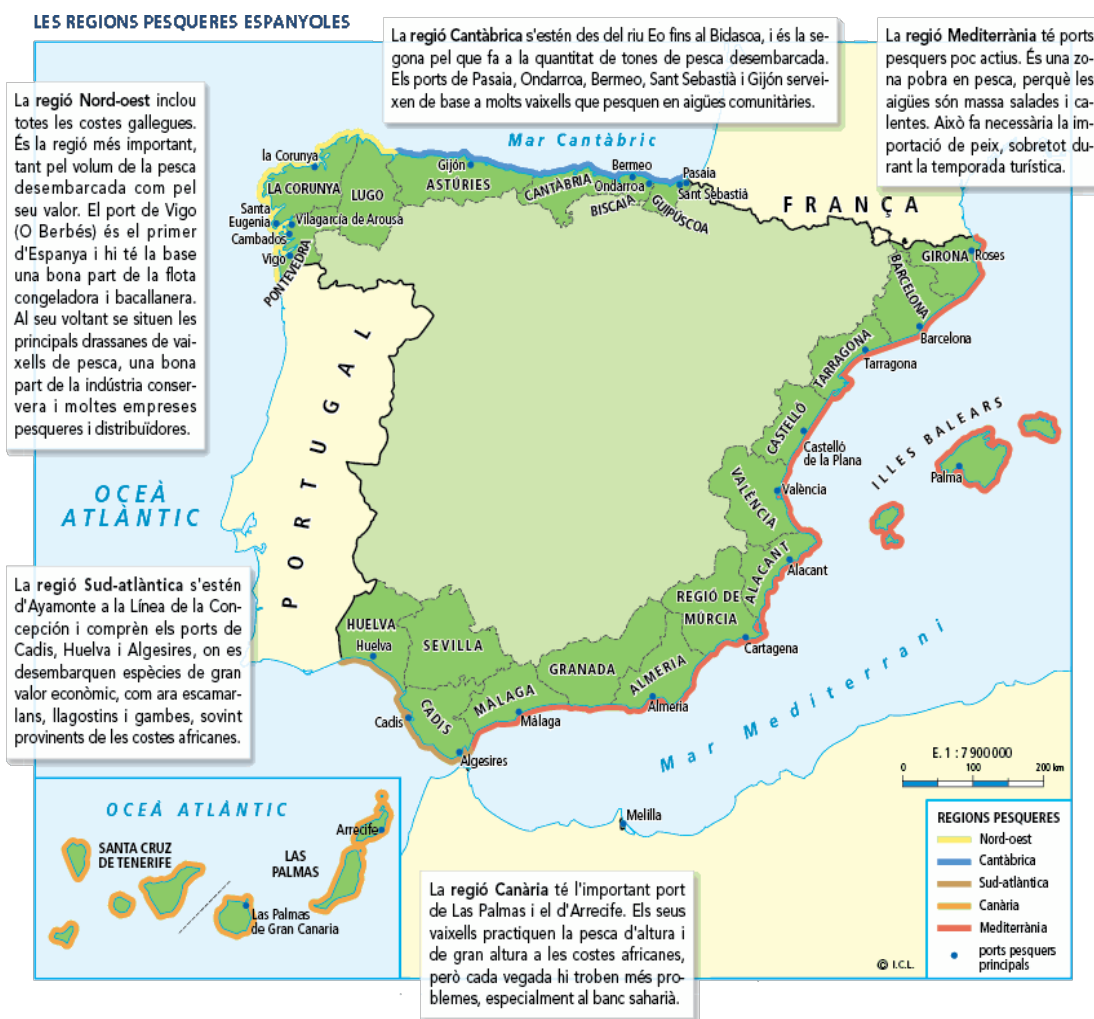 LES REGIONS PESQUERES ESPANYOLES
La regió Cantàbrica s'estén des del riu Eo fins al Bidasoa, i és la se-
gona pel que fa a la quantitat de tones de pesca desembarcada.
Els ports de Pasaia, Ondarroa, Bermeo, Sant Sebastià i Gijón servei-
xen de base a molts vaixells que pesquen en aigües comunitàries.
La regió Mediterrània té ports
pesquers poc actius. És una zo-
na pobra en pesca, perquè les
aigües són massa salades i ca-
lentes. Això fa necessària la im-
portació de peix, sobretot du-
rant la temporada turística.
La regió Nord-oest inclou
totes les costes gallegues.
És la regió més important,
tant pel volum de la pesca
desembarcada com pel
seu valor. El port de Vigo
(O Berbés) és el primer
d'Espanya i hi té la base
una bona part de la flota
congeladora i bacallanera.
Al seu voltant se situen les
principals drassanes de vai-
xells de pesca, una bona
part de la indústria conser-
vera i moltes empreses
pesqueres i distribuïdores.
Mar Cantàbric
la Corunya
LA CORUNYA
LUGO
Santa
Eugenia
Vilagarcía de Arousa
Cambados
Vigo
PONTEVEDRA
Gijón
ASTÚRIES
CANTÀBRIA
Bermeo
Ondarroa
BISCAIA
GUIPÚSCOA
Pasaia
Sant Sebastià
FRANÇA
GIRONA
Roses
BARCELONA
Barcelona
TARRAGONA
Tarragona
CASTELLÓ
Castelló
de la Plana
ILLES BALEARS
Palma
VALÈNCIA
València
ALACANT
Alacant
PORTUGAL
OCEÀ
ATLÀNTIC
La regió Sud-atlàntica s'estén
d'Ayamonte a la Línea de la Con-
cepción i comprèn els ports de
Cadis, Huelva i Algesires, on es
desembarquen espècies de gran
valor econòmic, com ara escamar-
lans, llagostins i gambes, sovint
provinents de les costes africanes.
HUELVA
Huelva
SEVILLA
CADIS
Cadis
Algesires
MÀLAGA
Màlaga
GRANADA
ALMERIA
Almeria
REGIÓ DE
MÚRCIA
Cartagena
Mar Mediterrani
Melilla
OCEÀ ATLÀNTIC
SANTA CRUZ
DE TENERIFE
LAS
PALMAS
Arrecife
Las Palmas
de Gran Canaria
La regió Canària té l'important port
de Las Palmas i el d'Arrecife. Els seus
vaixells practiquen la pesca d'altura i
de gran altura a les costes africanes,
però cada vegada hi troben més pro-
blemes, especialment al banc saharià.
E. 1 : 7 900 000
0 100 200 km
REGIONS PESQUERES
Nord-oest
Cantàbrica
Sud-atlàntica
Canària
Mediterrània
ports pesquers
principals
© I.C.L.